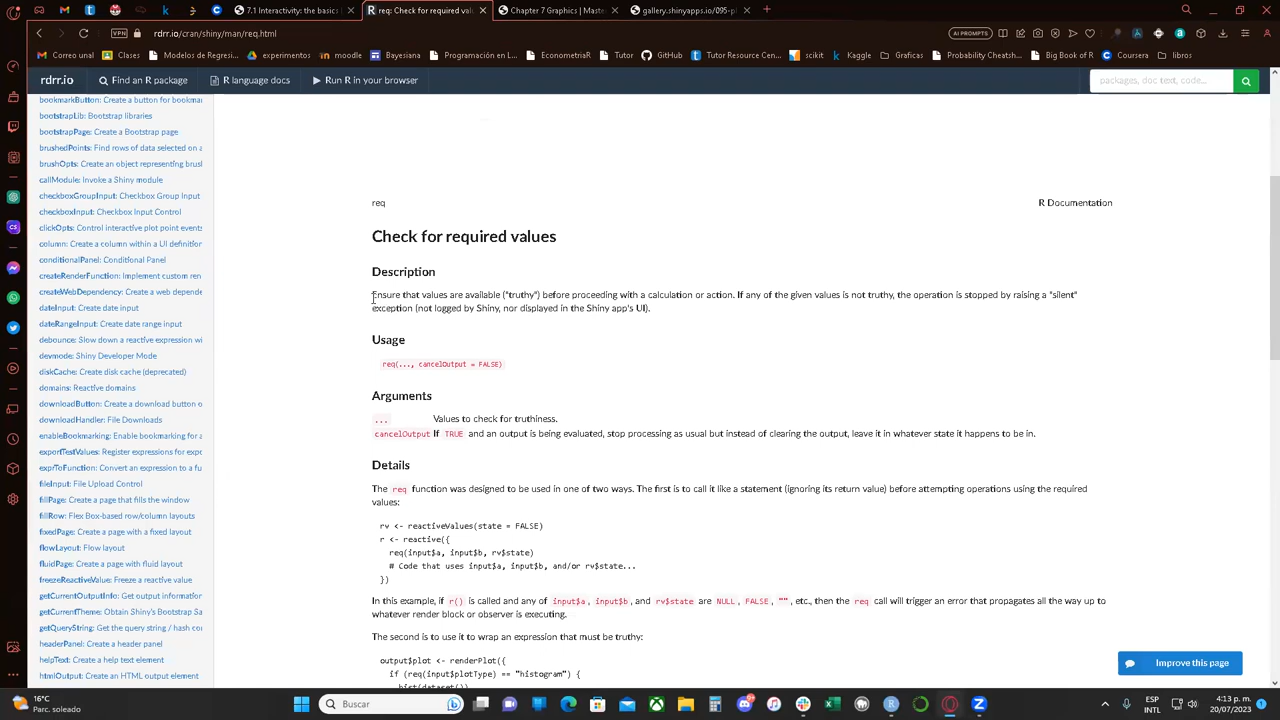 7.1 Interactivity: the b
req: Check for required value
Chapter 7 Graphics | Mast
gallery.shinyapps.io/095-pl
VPN
rdrr.io/cran/shiny/man/req.html
AI PROMPTS
Correo unal
Clases
Modelos de Regresi...
experimentos
moodle
Bayesiana
Programación en L...
EconometriaR
Tutor
GitHub
Tutor Resource Cen...
scikit
Kaggle
Graficas
Probability Cheatsh...
Big Book of R
Coursera
libros
rdrr.io
Find an R package
R language docs
Run R in your browser
packages, doc text, code...
bookmarkButton: Create a button for bookmar
bootstrapLib: Bootstrap libraries
bootstrapPage: Create a Bootstrap page
brushedPoints: Find rows of data selected on a
brushOpts: Create an object representing brush
callModule: Invoke a Shiny module
checkboxGroupInput: Checkbox Group Input
checkboxInput: Checkbox Input Control
clickOpts: Control interactive plot point events
column: Create a column within a UI definition
conditionalPanel: Conditional Panel
createRenderFunction: Implement custom ren
createWebDependency: Create a web depende
dateInput: Create date input
dateRangeInput: Create date range input
debounce: Slow down a reactive expression wi
devmode: Shiny Developer Mode
diskCache: Create disk cache (deprecated)
domains: Reactive domains
downloadButton: Create a download button o
downloadHandler: File Downloads
enableBookmarking: Enable bookmarking for a
exportTestValues: Register expressions for expo
exprToFunction: Convert an expression to a fu
fileInput: File Upload Control
fillPage: Create a page that fills the window
fillRow: Flex Box-based row/column layouts
fixedPage: Create a page with a fixed layout
flowLayout: Flow layout
fluidPage: Create a page with fluid layout
freezeReactiveValue: Freeze a reactive value
getCurrentOutputInfo: Get output information
getCurrentTheme: Obtain Shiny's Bootstrap Sa
getQueryString: Get the query string / hash co
headerPanel: Create a header panel
helpText: Create a help text element
htmlOutput: Create an HTML output element
req
R Documentation
Check for required values
Description
Ensure that values are available ("truthy") before proceeding with a calculation or action. If any of the given values is not truthy, the operation is stopped by raising a "silent"
exception (not logged by Shiny, nor displayed in the Shiny app's UI).
Usage
req(..., cancelOutput = FALSE)
Arguments
... Values to check for truthiness.
cancelOutput If TRUE and an output is being evaluated, stop processing as usual but instead of clearing the output, leave it in whatever state it happens to be in.
Details
The req function was designed to be used in one of two ways. The first is to call it like a statement (ignoring its return value) before attempting operations using the required
values:
rv <- reactiveValues(state = FALSE)
r <- reactive({
req(input$a, input$b, rv$state)
# Code that uses input$a, input$b, and/or rv$state...
})
In this example, if r() is called and any of input$a, input$b, and rv$state are NULL, FALSE, "", etc., then the req call will trigger an error that propagates all the way up to
whatever render block or observer is executing.
The second is to use it to wrap an expression that must be truthy:
output$plot <- renderPlot({
if (req(input$plotType) == "histogram") {
hist(dataset())
Improve this page
16°C
Parc. soleado
Buscar
ESP
INTL
4:13 p. m.
20/07/2023